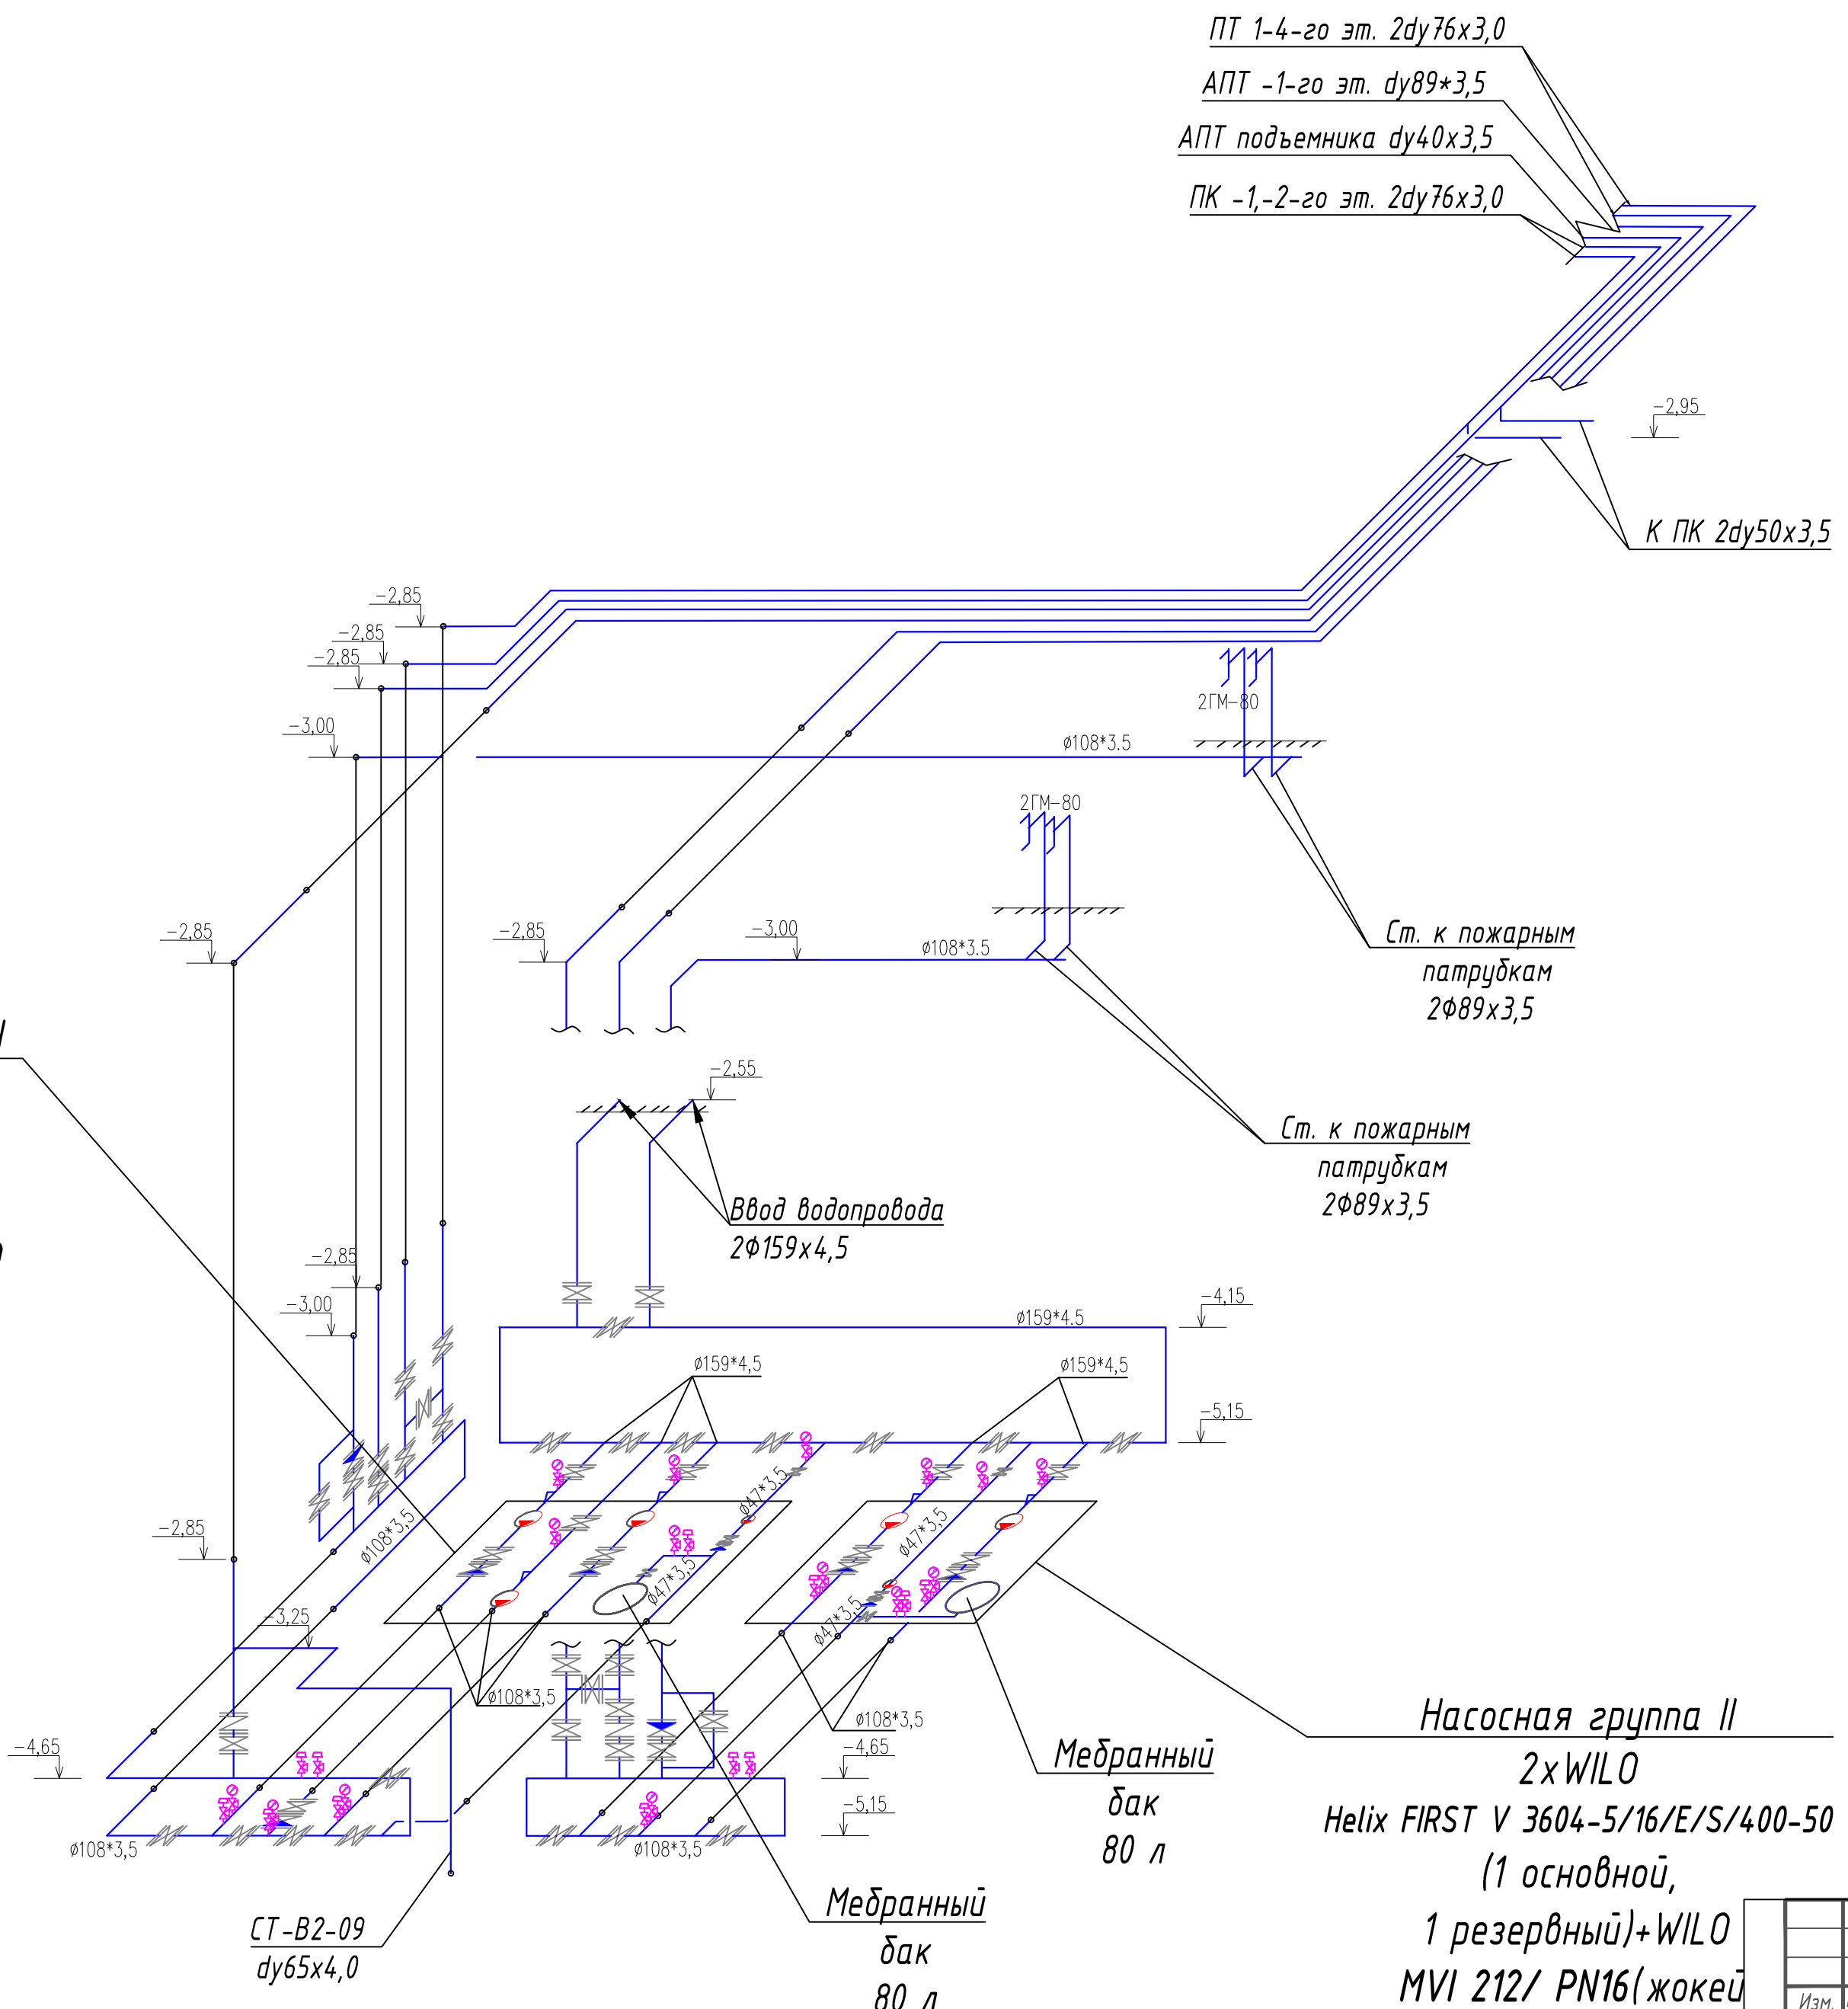 ПТ 1-4-го эт. 2dy76x3,0
АПТ -1-го эт. dy89*3,5
АПТ подъемника dy40x3,5
ПК -1,-2-го эт. 2dy76x3,0
-2,95
К ПК 2dy50x3,5
-2,85
-2,85
-2,85
-3,00
2ГМ-80
ø108*3.5
2ГМ-80
-2,85
-2,85
-3,00
ø108*3.5
Ст. к пожарным
патрубкам
2Ф89х3,5
-2,55
Ст. к пожарным
патрубкам
2Ф89х3,5
Ввод водопровода
2Ф159х4,5
-2,85
-3,00
-4,15
ø159*4.5
ø159*4,5
ø159*4,5
-5,15
ø47*3,5
ø108*3,5
ø47*3,5
-2,85
ø47*3,5
ø47*3,5
-3,25
ø108*3,5
ø108*3,5
-4,65
-4,65
-5,15
ø108*3,5
ø108*3,5
Мебранный
бак
80 л
Мебранный
бак
80 л
СТ-В2-09
dy65x4,0
Насосная группа II
2хWILO
Helix FIRST V 3604-5/16/E/S/400-50
(1 основной,
1 резервный)+WILO
MVI 212/ PN16(жокей
Изм.